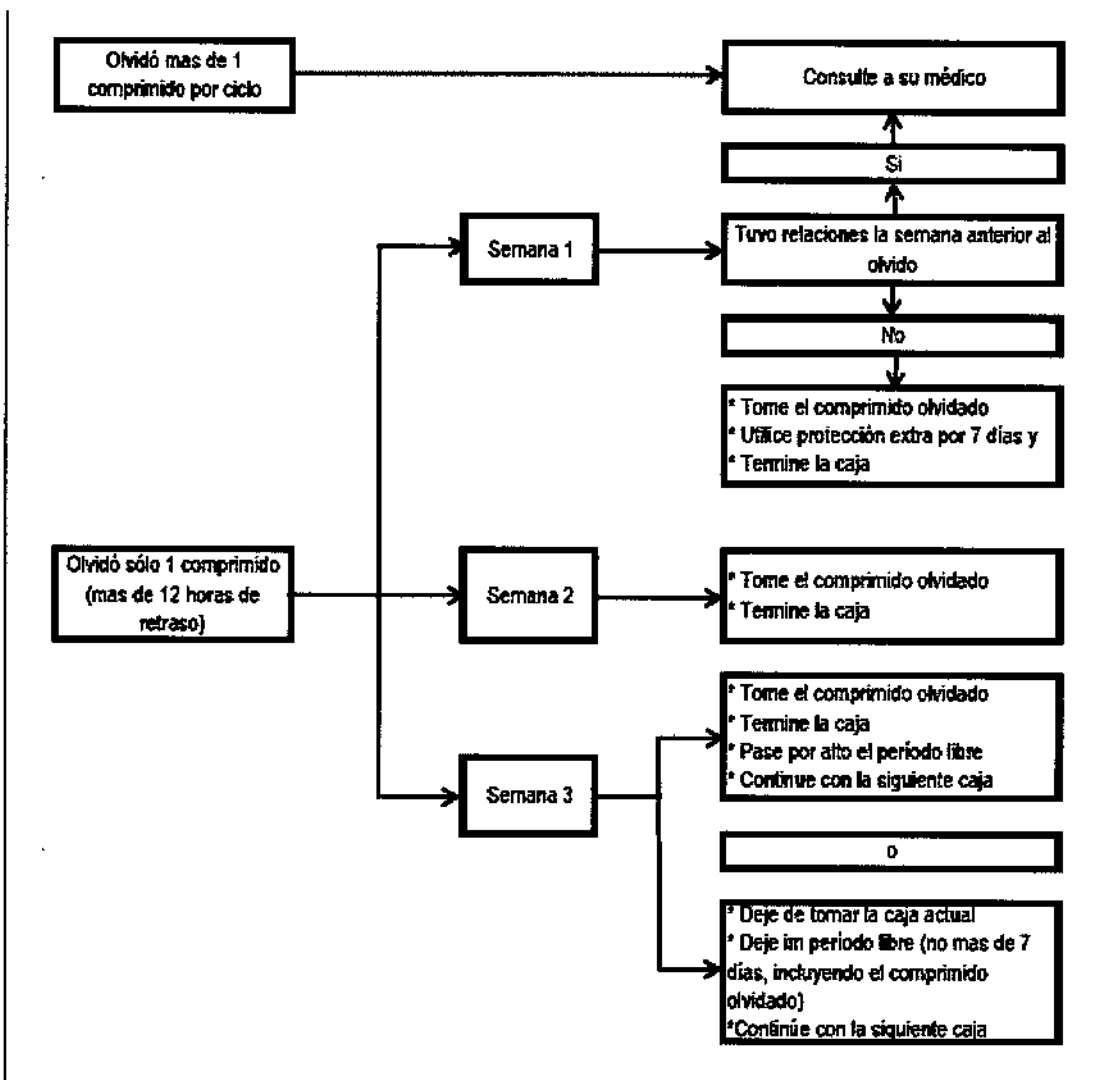 Olvidó mas de 1
comprimido por ciclo
Consulte a su médico
Si
Semana 1
Tuvo relaciones la semana anterior al
olvido
No
* Tome el comprimido olvidado
* Utilice protección extra por 7 días y
* Termine la caja
Olvidó sólo 1 comprimido
(mas de 12 horas de
retraso)
Semana 2
* Tome el comprimido olvidado
* Termine la caja
Semana 3
* Tome el comprimido olvidado
* Termine la caja
* Pase por alto el período libre
* Continue con la siguiente caja
o
* Deje de tomar la caja actual
* Deje im período libre (no mas de 7
días, incluyendo el comprimido
olvidado)
*Continúe con la siguiente caja